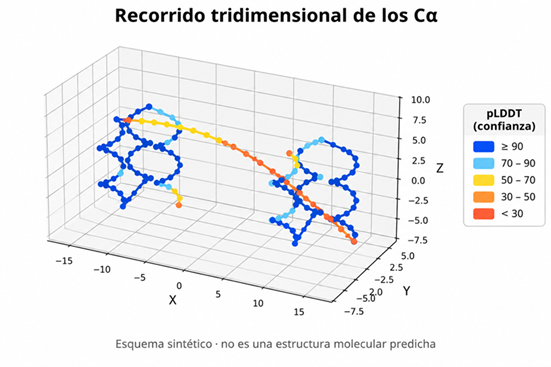 Recorrido tridimensional de los Cα
pLDDT
(confianza)
≥ 90
70 – 90
50 – 70
30 – 50
< 30
10.0
7.5
5.0
2.5
0.0
−2.5
−5.0
−7.5
Z
−15
−10
−5
0
5
10
15
X
5.0
2.5
0.0
−2.0
−5.0
−7.5
Y
Esquema sintético · no es una estructura molecular predicha